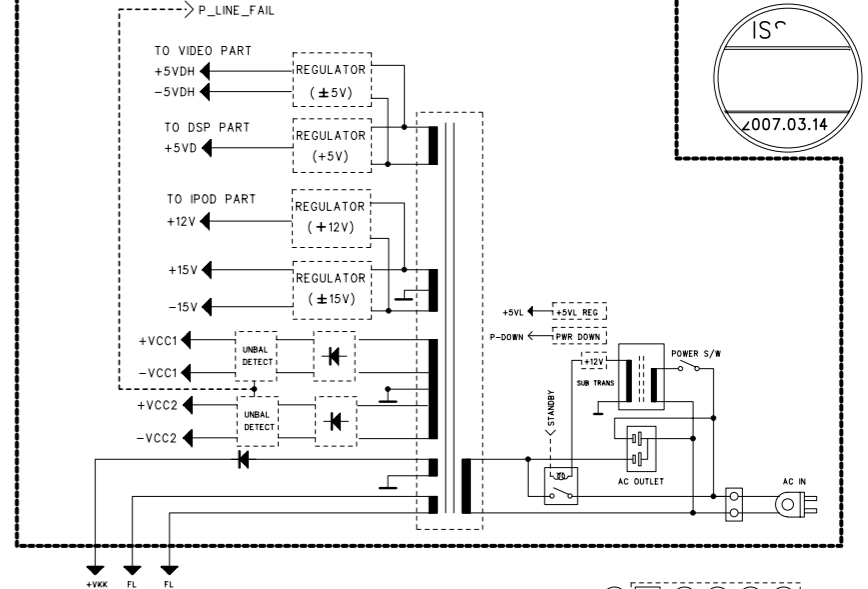 P_LINE_FAIL
TO VIDEO PART
+5VDH
-5VDH
REGULATOR
(±5V)
TO DSP PART
+5VD
REGULATOR
(+5V)
TO IPOD PART
+12V
REGULATOR
(+12V)
+15V
-15V
REGULATOR
(±15V)
+VCC1
-VCC1
UNBAL
DETECT
+VCC2
-VCC2
UNBAL
DETECT
+VKK
FL
FL
+5VL
+5VL REG
P-DOWN
PWR DOWN
+12V
SUB TRANS
POWER S/W
STANDBY
AC OUTLET
AC IN
2007.03.14